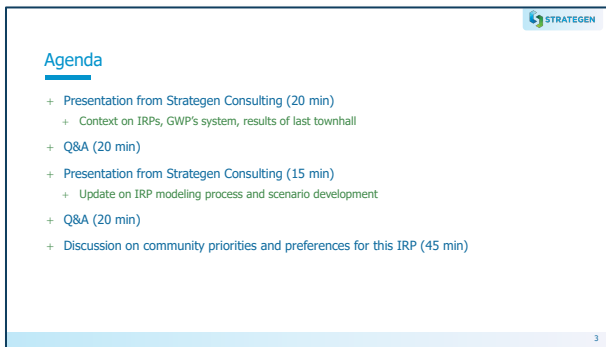 STRATEGEN
Agenda
+ Presentation from Strategen Consulting (20 min)
+ Context on IRPs, GWP's system, results of last townhall
+ Q&A (20 min)
+ Presentation from Strategen Consulting (15 min)
+ Update on IRP modeling process and scenario development
+ Q&A (20 min)
+ Discussion on community priorities and preferences for this IRP (45 min)
3